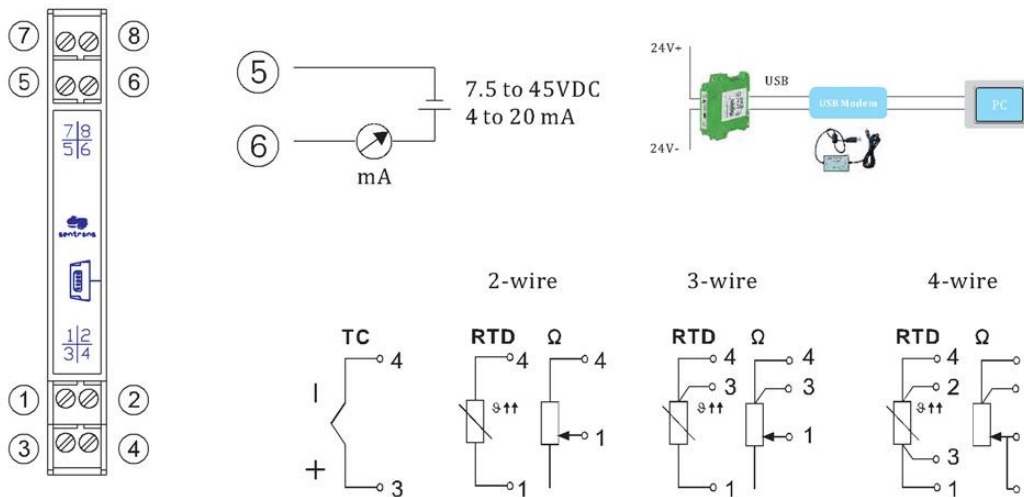 7
8
5
6
7|8
5|6
sentrans
1|2
3|4
1
2
3
4
5
6
7.5 to 45VDC
4 to 20 mA
mA
24V+
24V-
USB
USB Modem
PC
2-wire
3-wire
4-wire
TC
4
3
RTD
4
ϑ↑↑
1
Ω
4
1
RTD
4
3
ϑ↑↑
1
Ω
4
3
1
RTD
4
2
ϑ↑↑
3
1
Ω